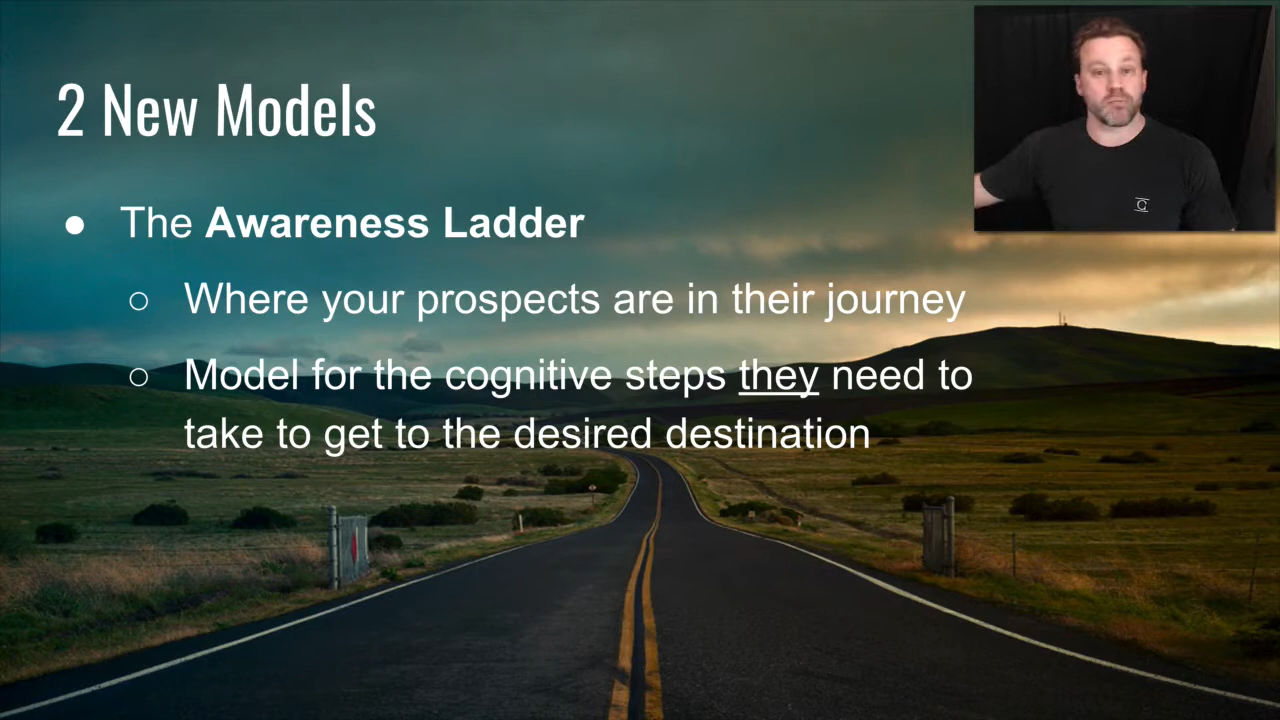 2 New Models
● The Awareness Ladder
○ Where your prospects are in their journey
○ Model for the cognitive steps they need to
take to get to the desired destination